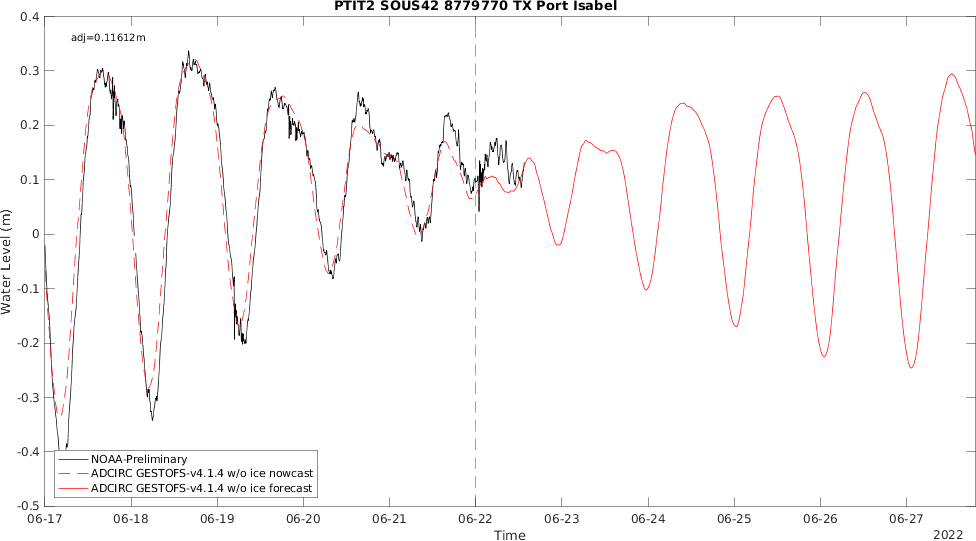 PTIT2 SOUS42 8779770 TX Port Isabel
adj=0.11612m
0.4
0.3
0.2
0.1
0
-0.1
-0.2
-0.3
-0.4
-0.5
Water Level (m)
NOAA-Preliminary
ADCIRC GESTOFS-v4.1.4 w/o ice nowcast
ADCIRC GESTOFS-v4.1.4 w/o ice forecast
06-17 06-18 06-19 06-20 06-21 06-22 06-23 06-24 06-25 06-26 06-27
Time
2022